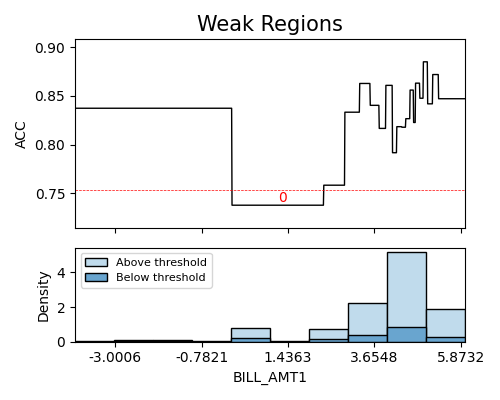 Weak Regions
0.90
0.85
0.80
0.75
ACC
0
Above threshold
Below threshold
4
2
0
Density
-3.0006 -0.7821 1.4363 3.6548 5.8732
BILL_AMT1